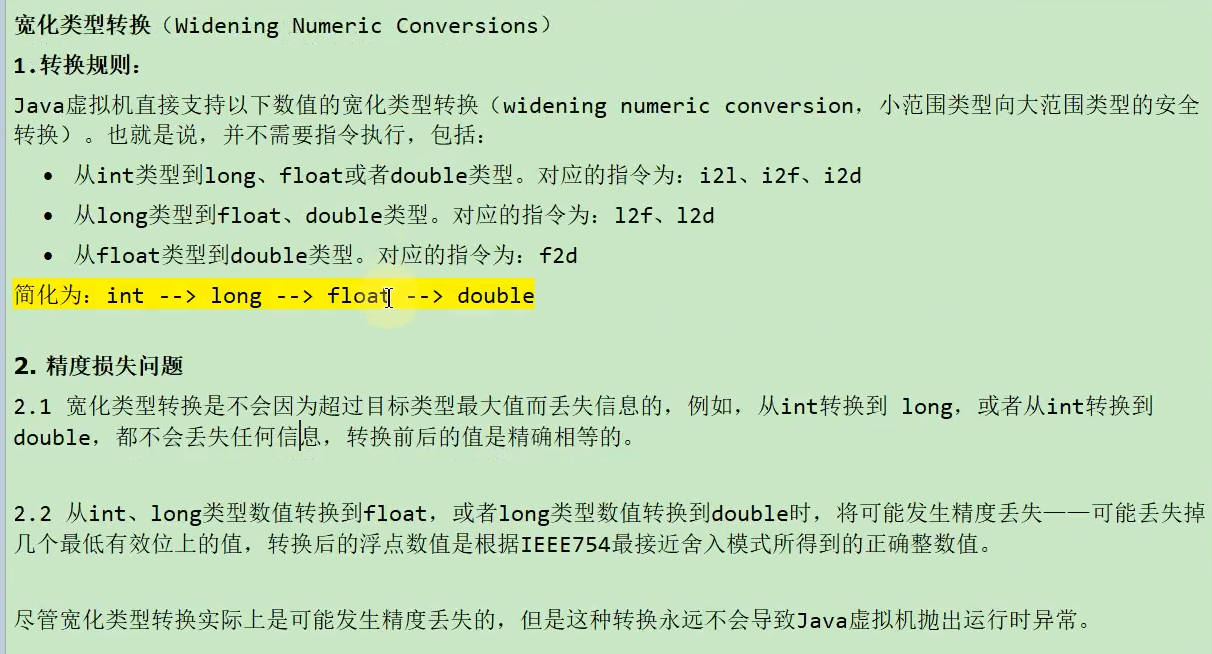 宽化类型转换（Widening Numeric Conversions）
1.转换规则：
Java虚拟机直接支持以下数值的宽化类型转换（widening numeric conversion，小范围类型向大范围类型的安全
转换）。也就是说，并不需要指令执行，包括：
• 从int类型到long、float或者double类型。对应的指令为：i2l、i2f、i2d
• 从long类型到float、double类型。对应的指令为：l2f、l2d
• 从float类型到double类型。对应的指令为：f2d
简化为：int --> long --> float --> double
2. 精度损失问题
2.1 宽化类型转换是不会因为超过目标类型最大值而丢失信息的，例如，从int转换到 long，或者从int转换到
double，都不会丢失任何信息，转换前后的值是精确相等的。
2.2 从int、long类型数值转换到float，或者long类型数值转换到double时，将可能发生精度丢失——可能丢失掉
几个最低有效位上的值，转换后的浮点数值是根据IEEE754最接近舍入模式所得到的正确整数值。
尽管宽化类型转换实际上是可能发生精度丢失的，但是这种转换永远不会导致Java虚拟机抛出运行时异常。